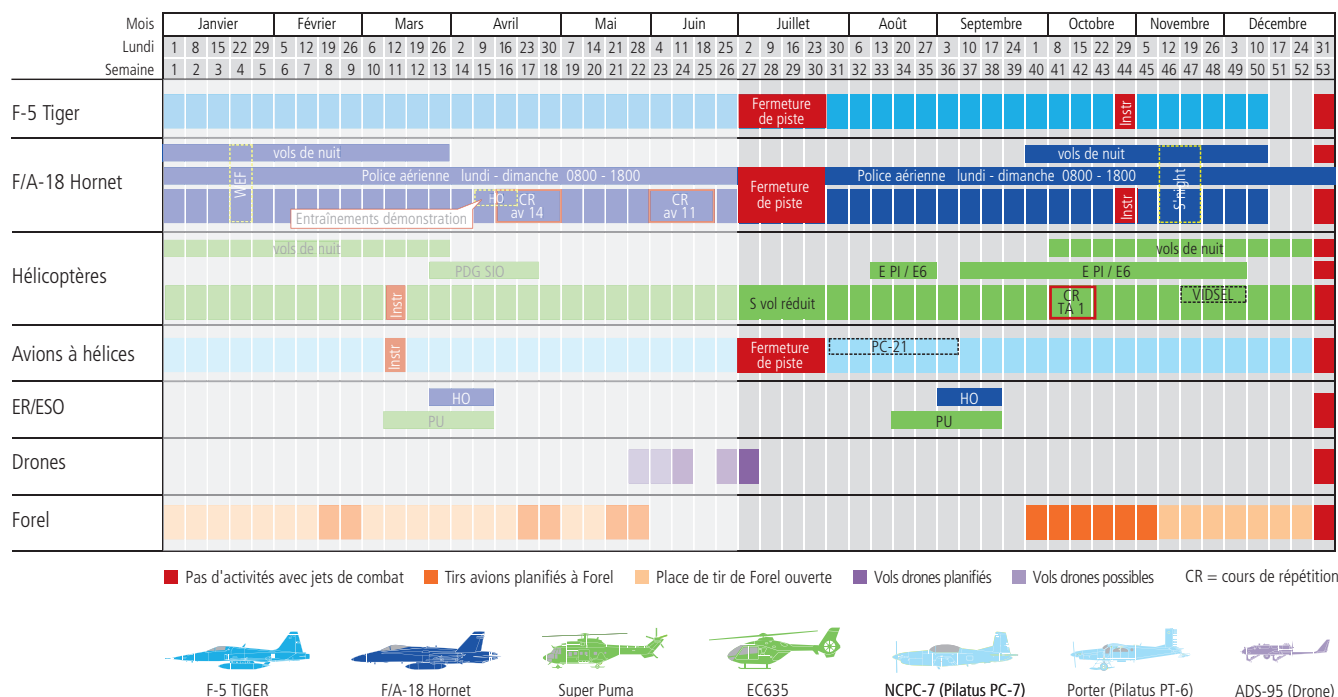 Mois Janvier Février Mars Avril Mai Juin Juillet Août Septembre Octobre Novembre Décembre
Lundi 1 8 15 22 29 5 12 19 26 6 12 19 26 2 9 16 23 30 7 14 21 28 4 11 18 25 2 9 16 23 30 6 13 20 27 3 10 17 24 1 8 15 22 29 5 12 19 26 3 10 17 24 31
Semaine 1 2 3 4 5 6 7 8 9 10 11 12 13 14 15 16 17 18 19 20 21 22 23 24 25 26 27 28 29 30 31 32 33 34 35 36 37 38 39 40 41 42 43 44 45 46 47 48 49 50 51 52 53
F-5 Tiger
Fermeture
de piste
Instr
F/A-18 Hornet
vols de nuit
vols de nuit
WEF
Police aérienne lundi - dimanche 0800 - 1800
Police aérienne lundi - dimanche 0800 - 1800
S'night
HO
CR
av 14
CR
av 11
Fermeture
de piste
Instr
Entraînements démonstration
Hélicoptères
vols de nuit
vols de nuit
PDG SIO
E PI / E6
E PI / E6
Instr
S vol réduit
CR
TA 1
VIDSEL
Avions à hélices
Instr
Fermeture
de piste
PC-21
ER/ESO
HO
HO
PU
PU
Drones
Forel
Pas d'activités avec jets de combat Tirs avions planifiés à Forel Place de tir de Forel ouverte Vols drones planifiés Vols drones possibles CR = cours de répétition
F-5 TIGER F/A-18 Hornet Super Puma EC635 NCPC-7 (Pilatus PC-7) Porter (Pilatus PT-6) ADS-95 (Drone)